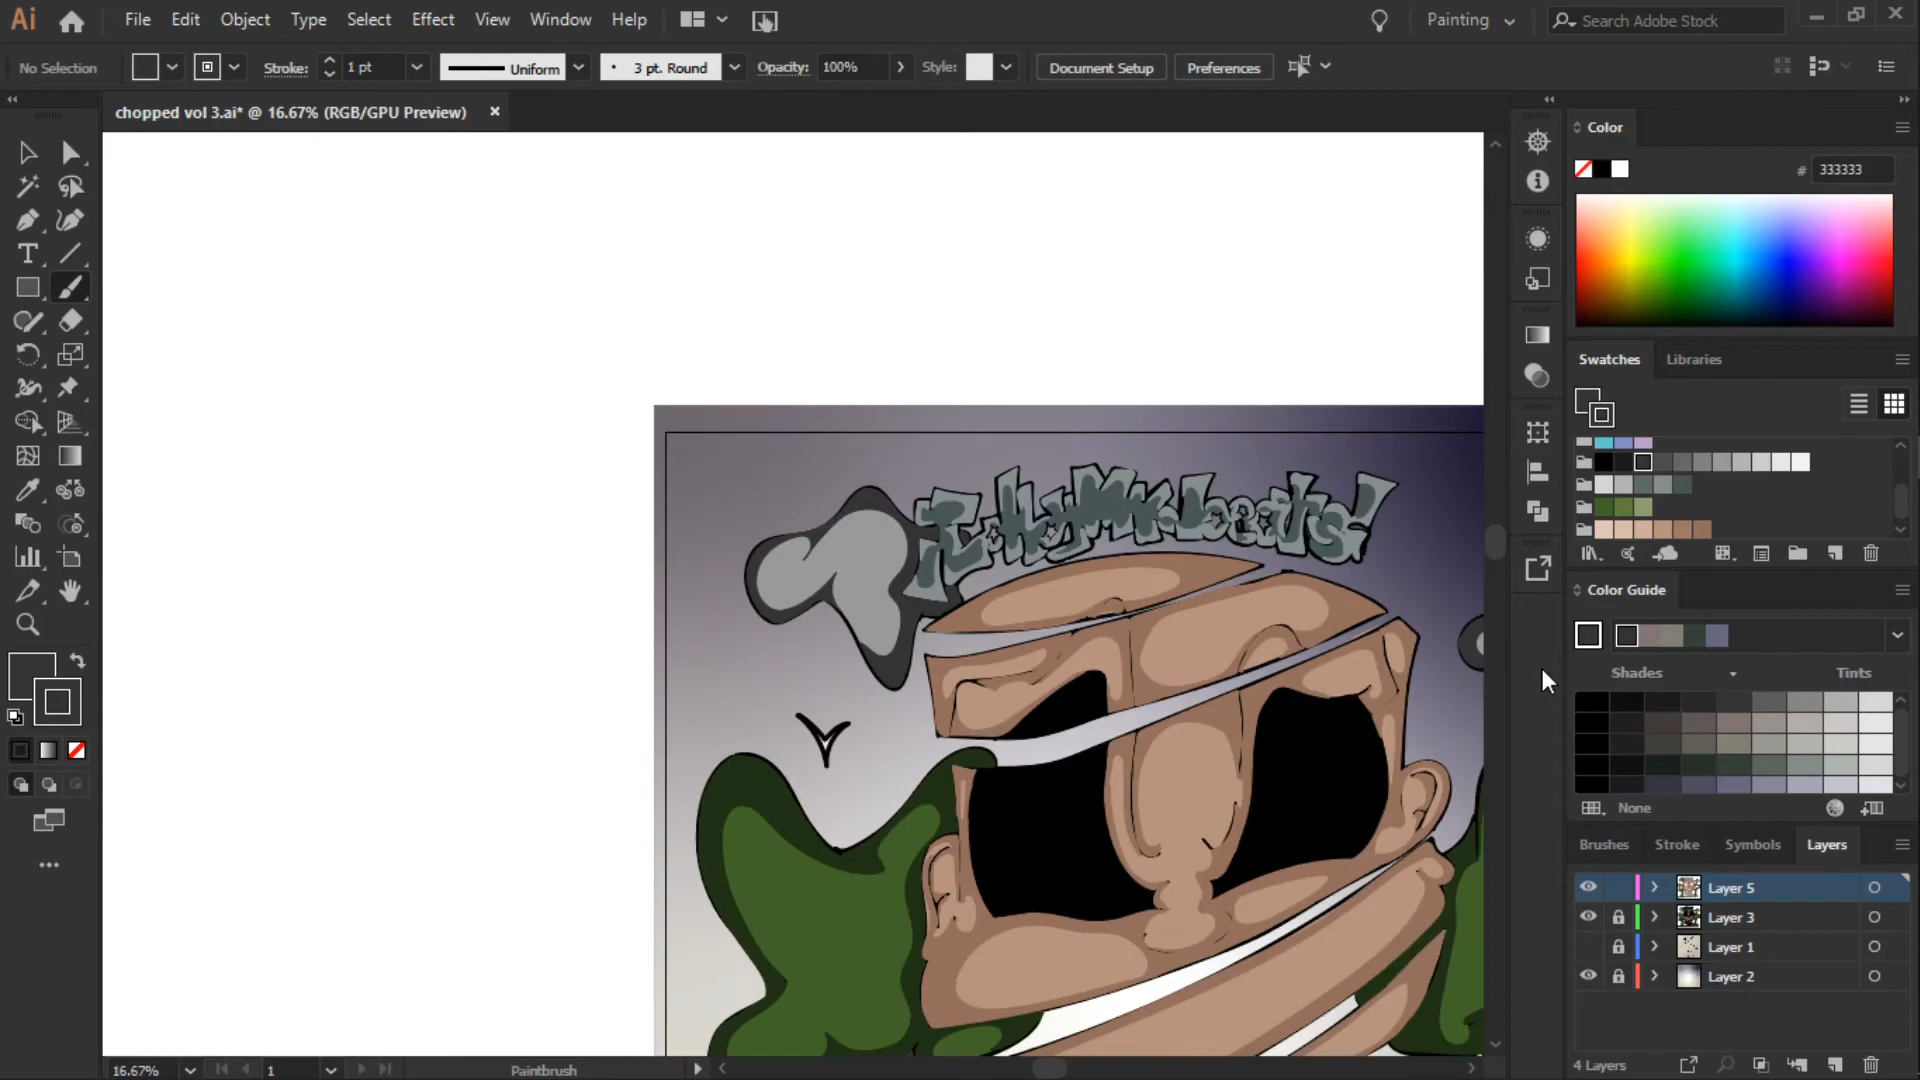 Ai File Edit Object Type Select Effect View Window Help Painting Search Adobe Stock
No Selection Stroke: 1 pt Uniform 3 pt. Round Opacity: 100% Style: Document Setup Preferences
chopped vol 3.ai* @ 16.67% (RGB/GPU Preview)
Color
# 333333
Swatches Libraries
Color Guide
Shades Tints
None
Brushes Stroke Symbols Layers
Layer 5
Layer 3
Layer 1
Layer 2
4 Layers
16.67% 1 Paintbrush